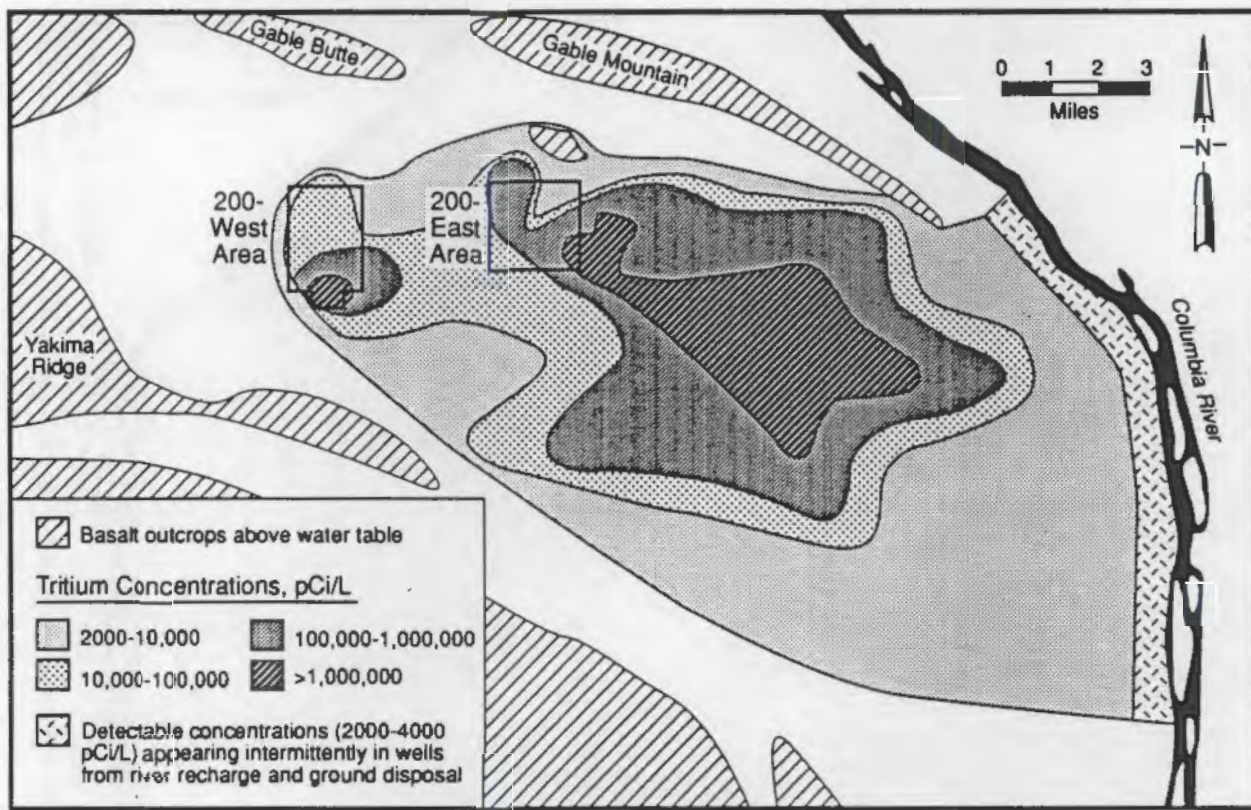 Gable Butte
Gable Mountain
0 1 2 3
Miles
N
200-
West
Area
200-
East
Area
Columbia River
Yakima
Ridge
Basalt outcrops above water table
Tritium Concentrations, pCi/L
2000-10,000
100,000-1,000,000
10,000-100,000
>1,000,000
Detectable concentrations (2000-4000
pCi/L) appearing intermittently in wells
from river recharge and ground disposal